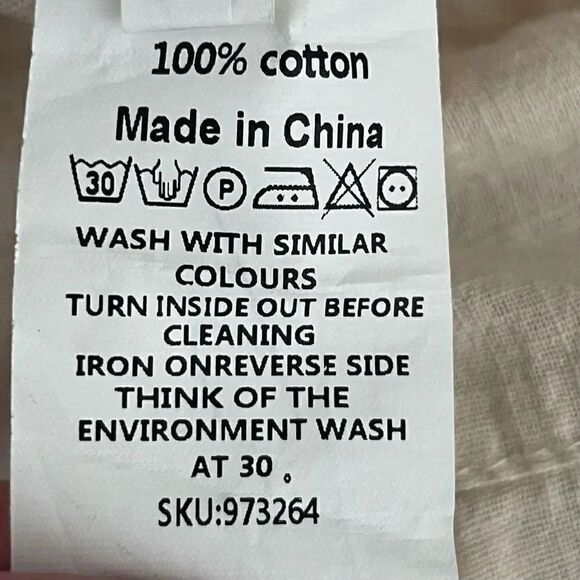 100% cotton
Made in China
30 P
WASH WITH SIMILAR
COLOURS
TURN INSIDE OUT BEFORE
CLEANING
IRON ONREVERSE SIDE
THINK OF THE
ENVIRONMENT WASH
AT 30 。
SKU:973264